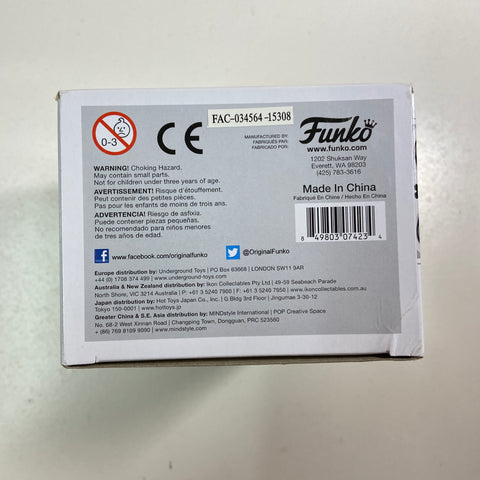 FAC-034564-15308
0-3
CE
MANUFACTURED BY:
FABRIQUÉS PAR:
FABRICADO POR:
Funko
www.funko.com
1202 Shuksan Way
Everett, WA 98203
(425) 783-3616
WARNING! Choking Hazard.
May contain small parts.
Not for children under three years of age.
AVERTISSEMENT! Risque d'étouffement.
Peut contenir des petites pièces.
Pas pour les enfants de moins de trois ans.
ADVERTENCIA! Riesgo de asfixia.
Puede contener piezas pequeñas.
No recomendado para niños menores
de tres años de edad.
Made In China
Fabriqué En Chine / Hecho En China
8 49803 07423 4
www.facebook.com/originalfunko
@OriginalFunko
Europe distribution by: Underground Toys | PO Box 63668 | LONDON SW11 9AR
+ (44) 0 1708 374 499 | www.underground-toys.com
Australia & New Zealand distribution by: Ikon Collectables Pty Ltd | 49-59 Seabeach Parade
North Shore, VIC 3214 Australia | P: +61 3 5240 7900 | F: +61 3 5240 7950 | www.ikoncollectables.com.au
Japan distribution by: Hot Toys Japan Co., Inc. | G Bldg 3rd Floor | Jingumae 3-30-12
Tokyo 150-0001 | www.hottoys.jp
Greater China & S.E. Asia distribution by: MINDstyle International | POP Creative Space
No. 68-2 West Xinnan Road | Changping Town, Dongguan, PRC 523560
+ (86) 769 8109 9090 | www.mindstyle.com